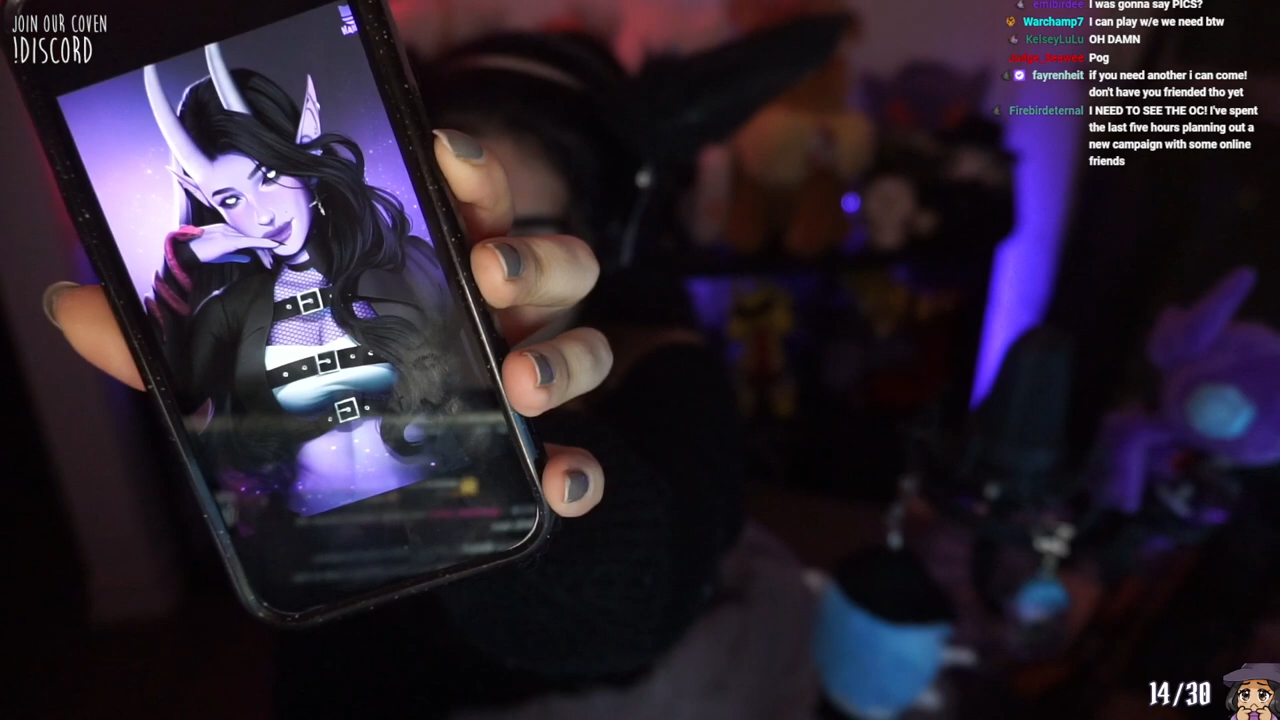 JOIN OUR COVEN
!DISCORD
emibirdee I was gonna say PICS?
Warchamp7 I can play w/e we need btw
KelseyLuLu OH DAMN
Pog
fayrenheit if you need another i can come!
don't have you friended tho yet
Firebirdeternal I NEED TO SEE THE OC! I've spent
the last five hours planning out a
new campaign with some online
friends
14/30